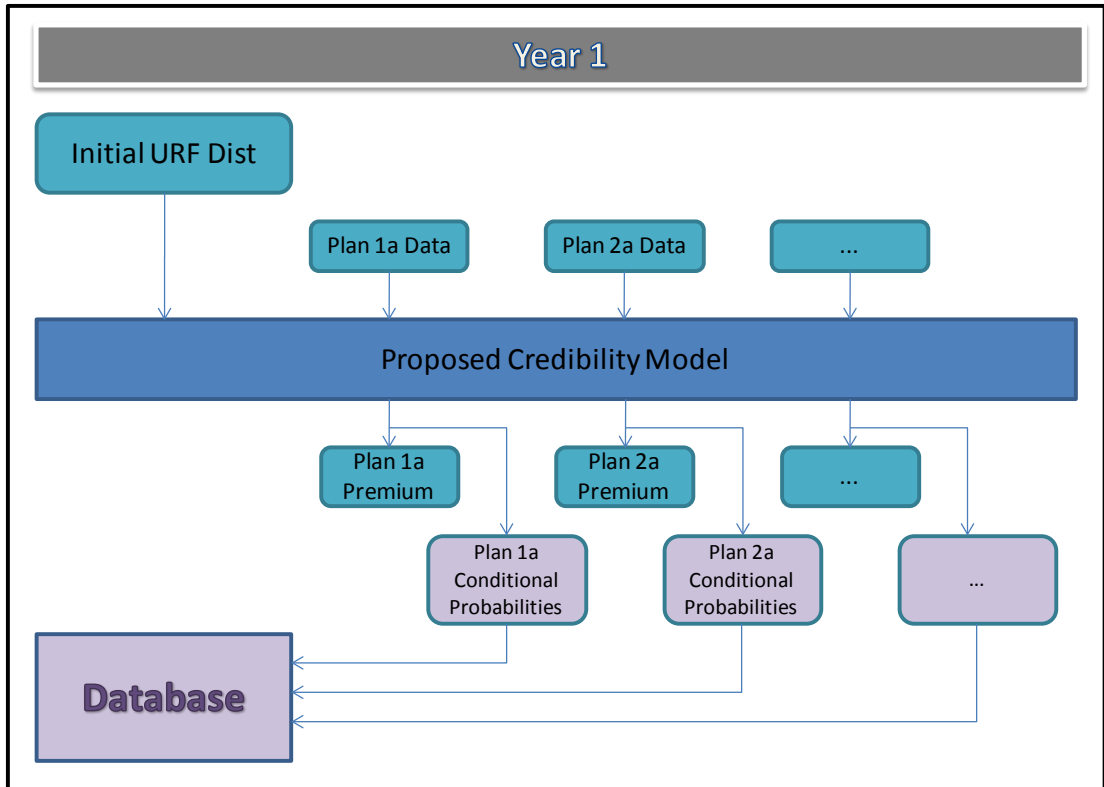 Year 1
Initial URF Dist
Plan 1a Data
Plan 2a Data
...
Proposed Credibility Model
Plan 1a
Premium
Plan 2a
Premium
...
Plan 1a
Conditional
Probabilities
Plan 2a
Conditional
Probabilities
...
Database